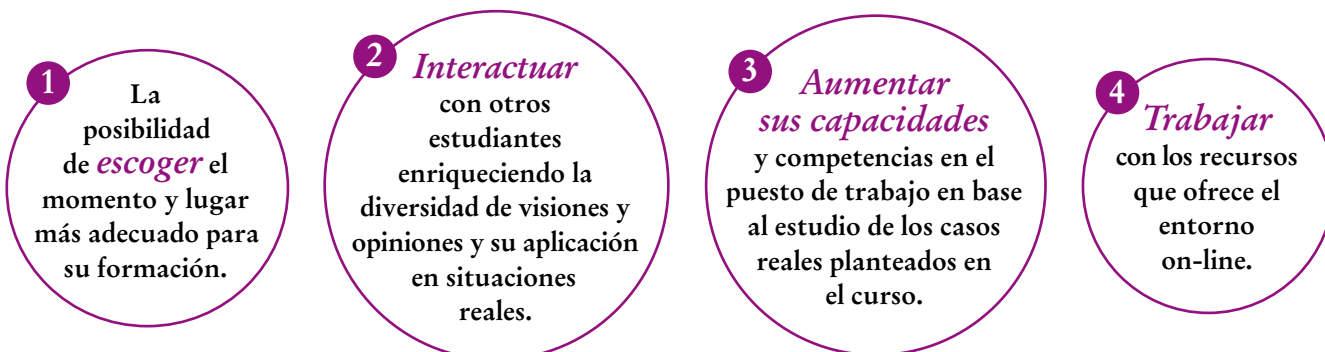 1
La
posibilidad
de escoger el
momento y lugar
más adecuado para
su formación.
2
Interactuar
con otros
estudiantes
enriqueciendo la
diversidad de visiones y
opiniones y su aplicación
en situaciones
reales.
3
Aumentar
sus capacidades
y competencias en el
puesto de trabajo en base
al estudio de los casos
reales planteados en
el curso.
4
Trabajar
con los recursos
que ofrece el
entorno
on-line.